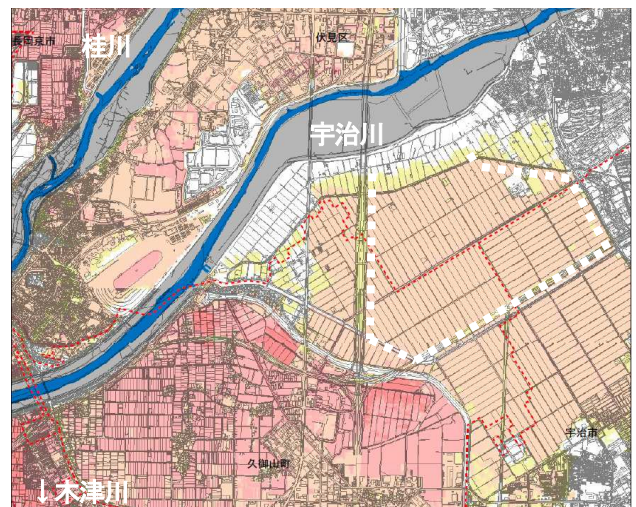 長岡京市
桂川
伏見区
宇治川
久御山町
宇治市
↓木津川